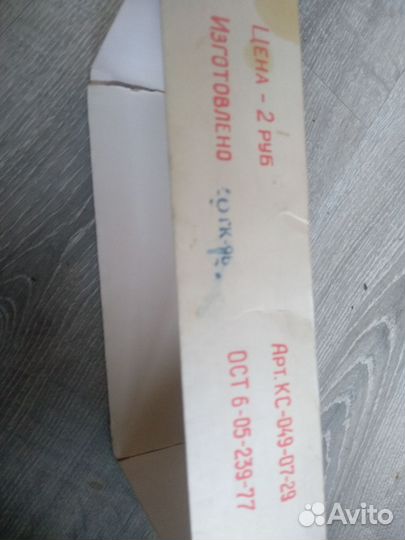 Цена - 2 руб
Изготовлено
Арт. КС-049-07-29
ОСТ 6-05-239-77
Avito